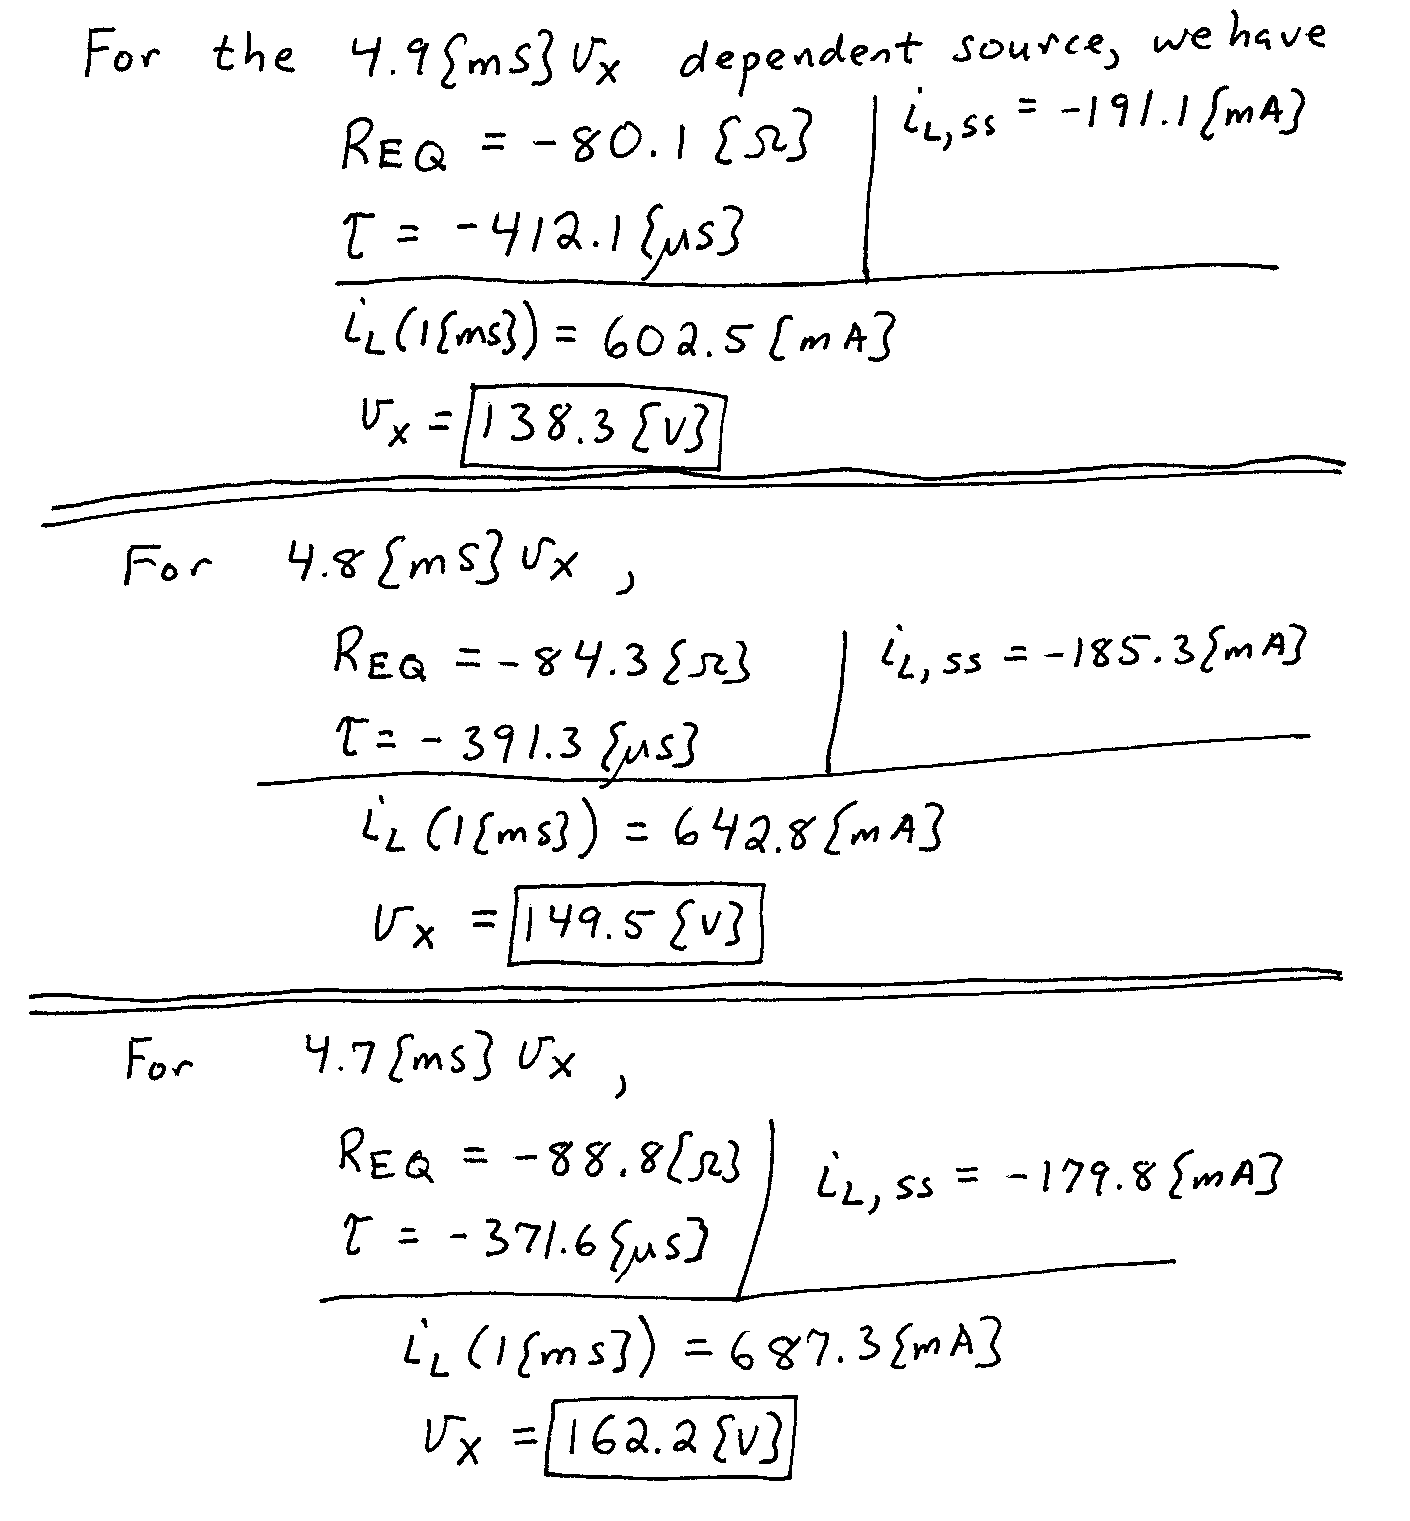 For the 4.9{mS}vx dependent source, we have
REQ = -80.1{Ω} iL,ss = -191.1{mA}
τ = -412.1{μs}
iL(1{ms}) = 602.5{mA}
vx = 138.3{V}
For 4.8{mS}vx,
REQ = -84.3{Ω} iL,ss = -185.3{mA}
τ = -391.3{μs}
iL(1{ms}) = 642.8{mA}
vx = 149.5{V}
For 4.7{mS}vx,
REQ = -88.8{Ω} iL,ss = -179.8{mA}
τ = -371.6{μs}
iL(1{ms}) = 687.3{mA}
vx = 162.2{V}